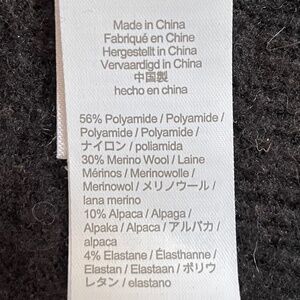 Made in China
Fabriqué en Chine
Hergestellt in China
Vervaardigd in China
中国製
hecho en china
56% Polyamide / Polyamide /
Polyamide / Polyamide /
ナイロン / poliamida
30% Merino Wool / Laine
Mérinos / Merinowolle /
Merinowol / メリノウール /
lana merino
10% Alpaca / Alpaga /
Alpaka / Alpaca / アルパカ /
alpaca
4% Elastane / Élasthanne /
Elastan / Elastaan / ポリウ
レタン / elastano